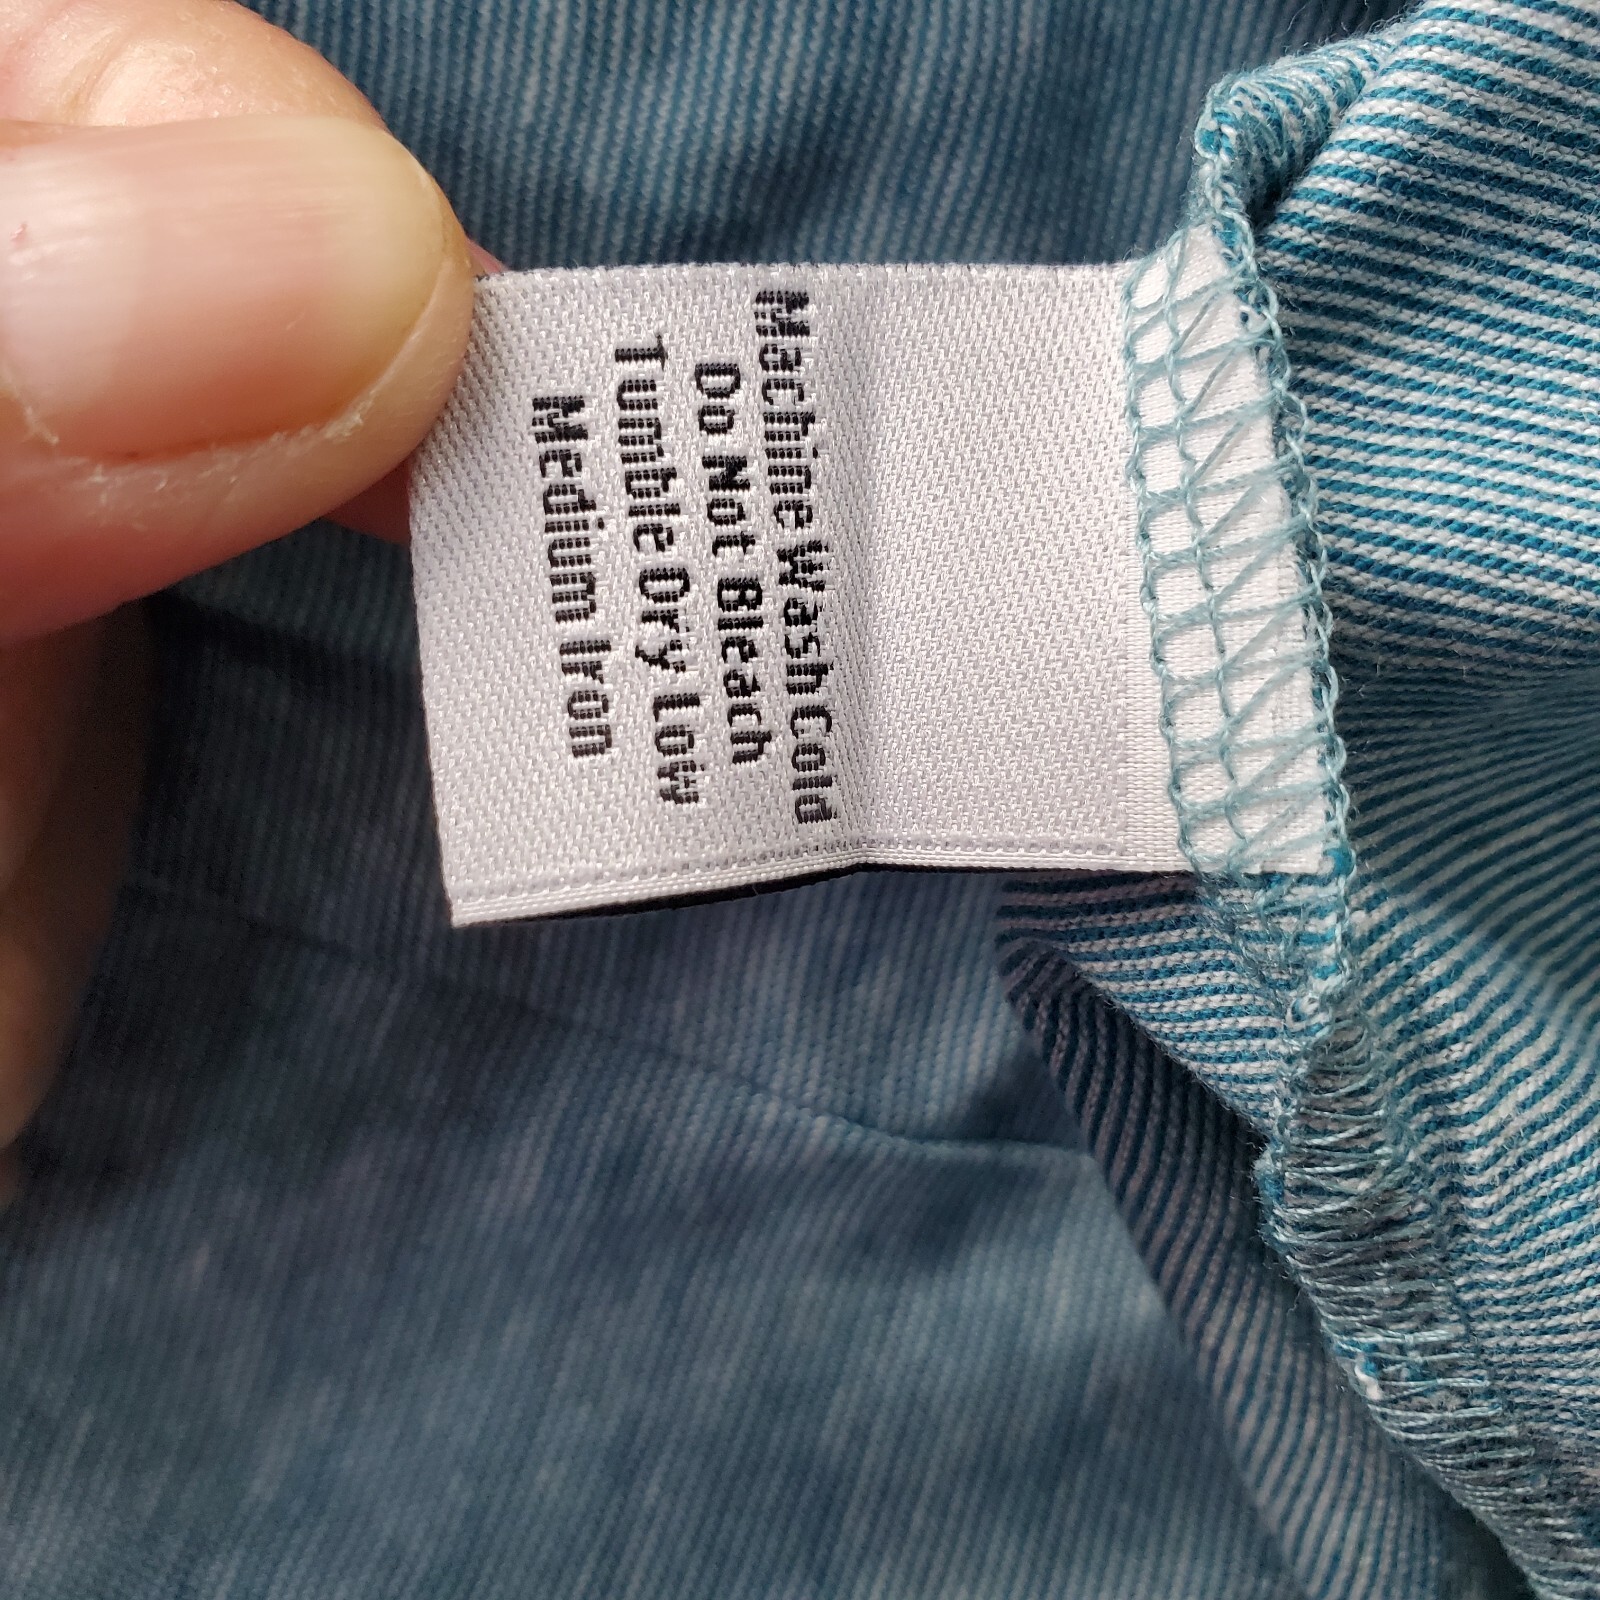 Machine Wash Cold
Do Not Bleach
Tumble Dry Low
Medium Iron